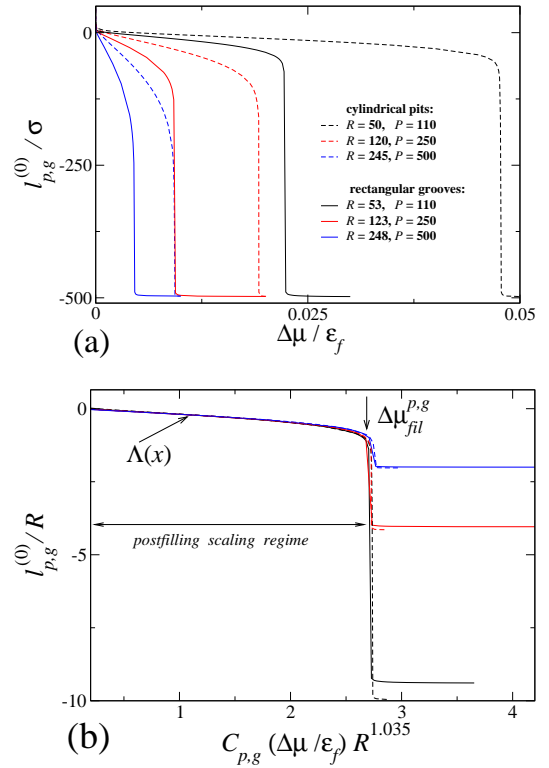 0
-250
-500
l_{p,g}^{(0)} / σ
cylindrical pits:
R = 50, P = 110
R = 120, P = 250
R = 245, P = 500
rectangular grooves:
R = 53, P = 110
R = 123, P = 250
R = 248, P = 500
0 0.025 0.05
(a) Δμ / ε_f
0
-5
-10
l_{p,g}^{(0)} / R
Δμ_{fil}^{p,g}
Λ(x)
postfilling scaling regime
1 2 3 4
(b) C_{p,g} (Δμ /ε_f) R^{1.035}